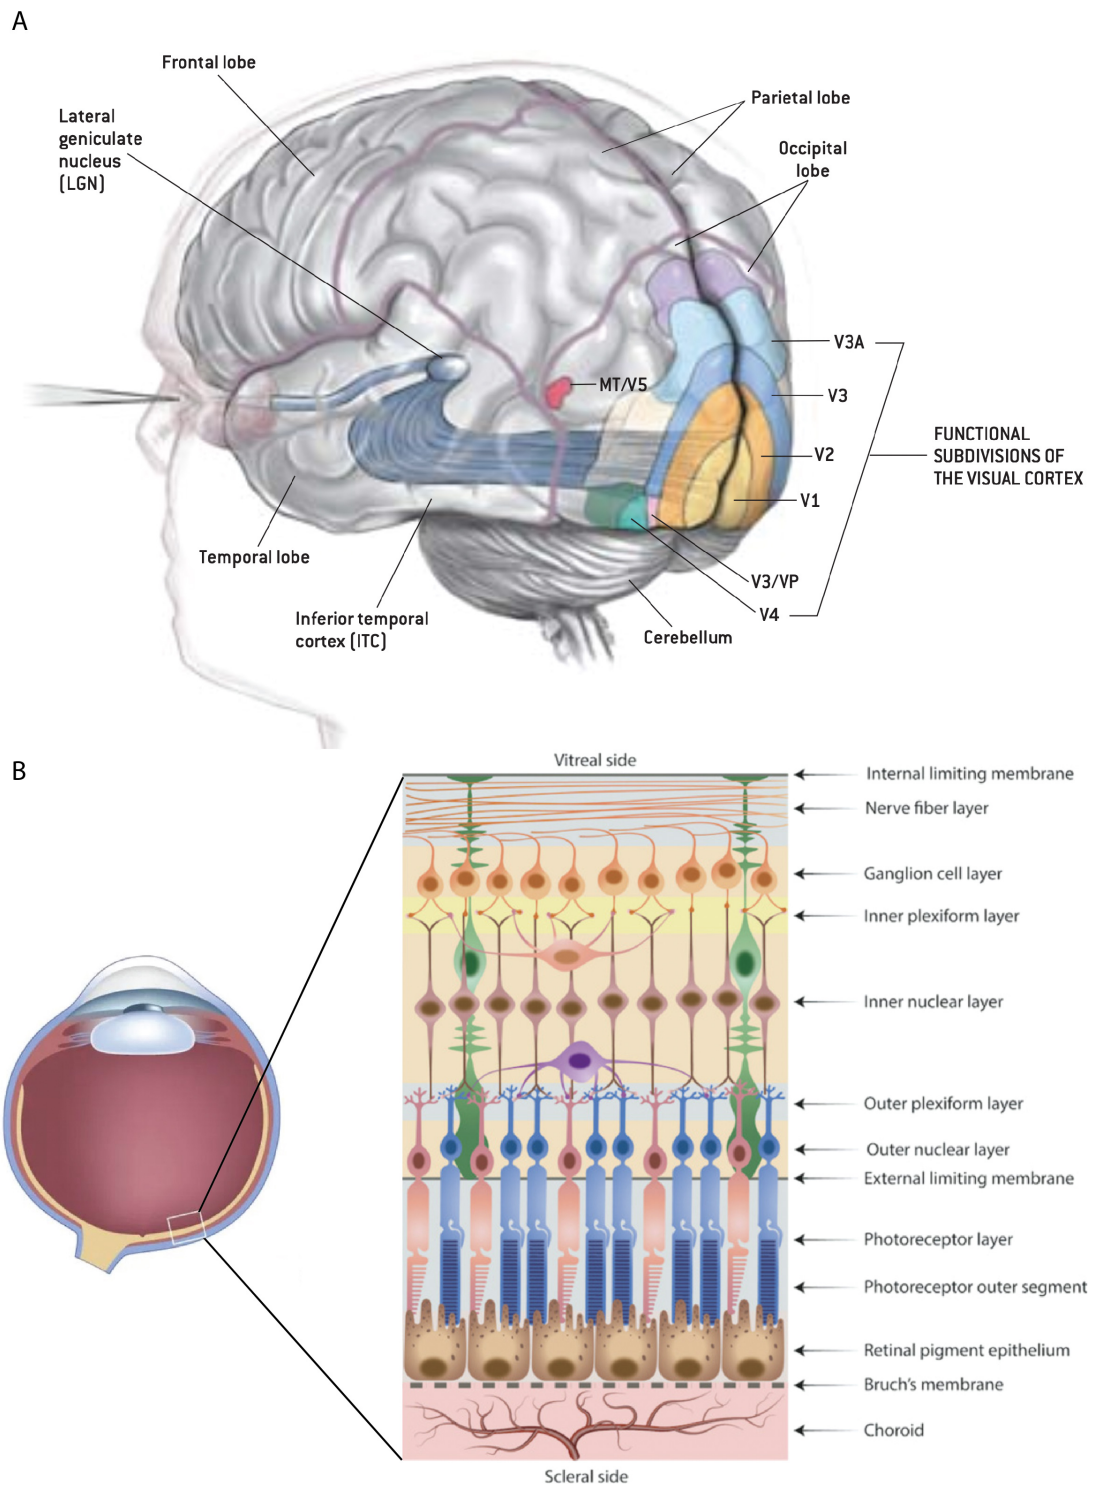 A
Frontal lobe
Lateral
geniculate
nucleus
(LGN)
Parietal lobe
Occipital
lobe
MT/V5
V3A
V3
V2
V1
FUNCTIONAL
SUBDIVISIONS OF
THE VISUAL CORTEX
Temporal lobe
Inferior temporal
cortex (ITC)
V3/VP
V4
Cerebellum
B
Vitreal side
Internal limiting membrane
Nerve fiber layer
Ganglion cell layer
Inner plexiform layer
Inner nuclear layer
Outer plexiform layer
Outer nuclear layer
External limiting membrane
Photoreceptor layer
Photoreceptor outer segment
Retinal pigment epithelium
Bruch's membrane
Choroid
Scleral side